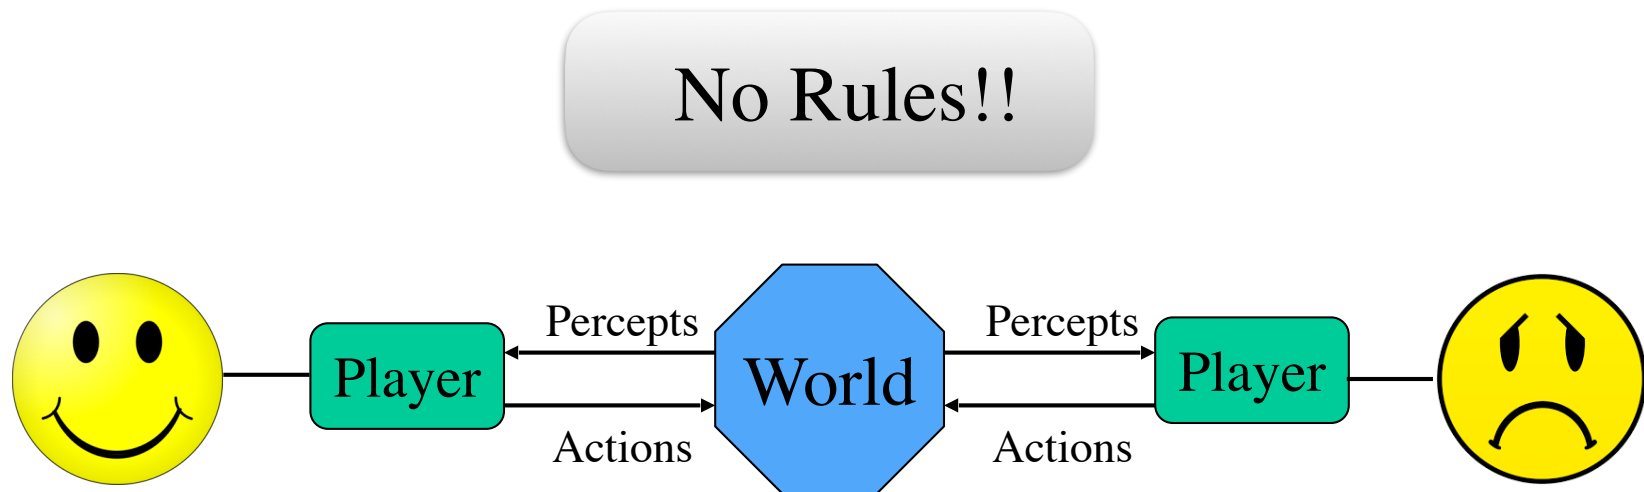 No Rules!!
Percepts
Percepts
Player
World
Player
Actions
Actions